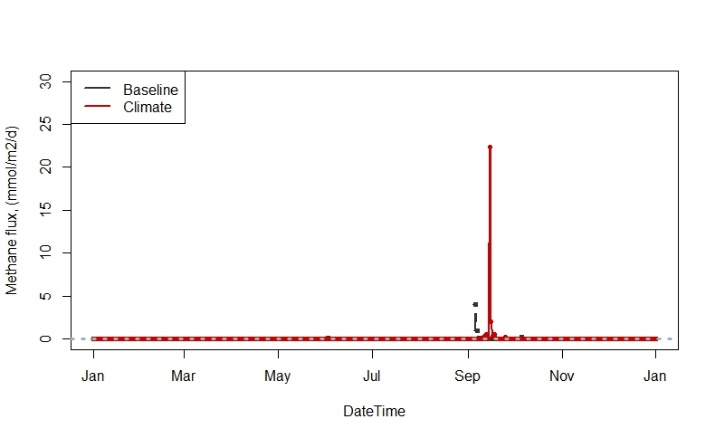 Baseline
Climate
Methane flux, (mmol/m2/d)
30
25
20
15
10
5
0
Jan Mar May Jul Sep Nov Jan
DateTime